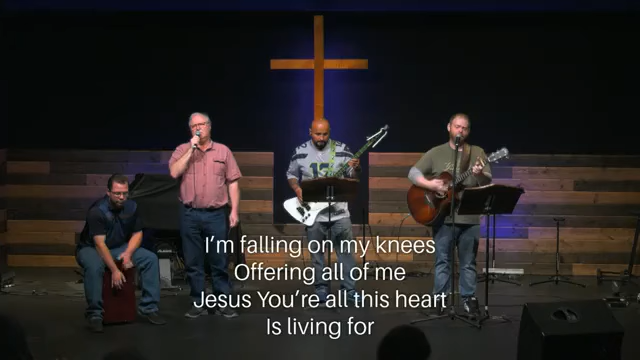 I'm falling on my knees
Offering all of me
Jesus You're all this heart
Is living for